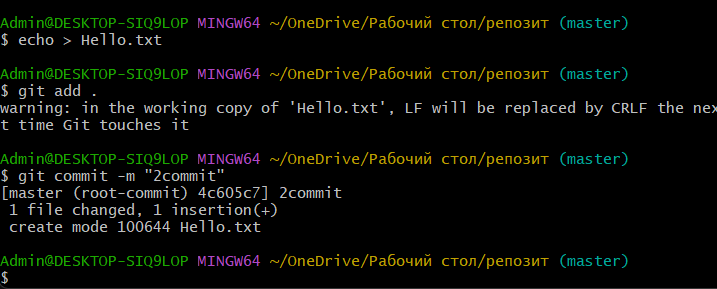 Admin@DESKTOP-SIQ9LOP MINGW64 ~/OneDrive/Рабочий стол/репозит (master)
$ echo > Hello.txt
Admin@DESKTOP-SIQ9LOP MINGW64 ~/OneDrive/Рабочий стол/репозит (master)
$ git add .
warning: in the working copy of 'Hello.txt', LF will be replaced by CRLF the nex
t time Git touches it
Admin@DESKTOP-SIQ9LOP MINGW64 ~/OneDrive/Рабочий стол/репозит (master)
$ git commit -m "2commit"
[master (root-commit) 4c605c7] 2commit
 1 file changed, 1 insertion(+)
 create mode 100644 Hello.txt
Admin@DESKTOP-SIQ9LOP MINGW64 ~/OneDrive/Рабочий стол/репозит (master)
$